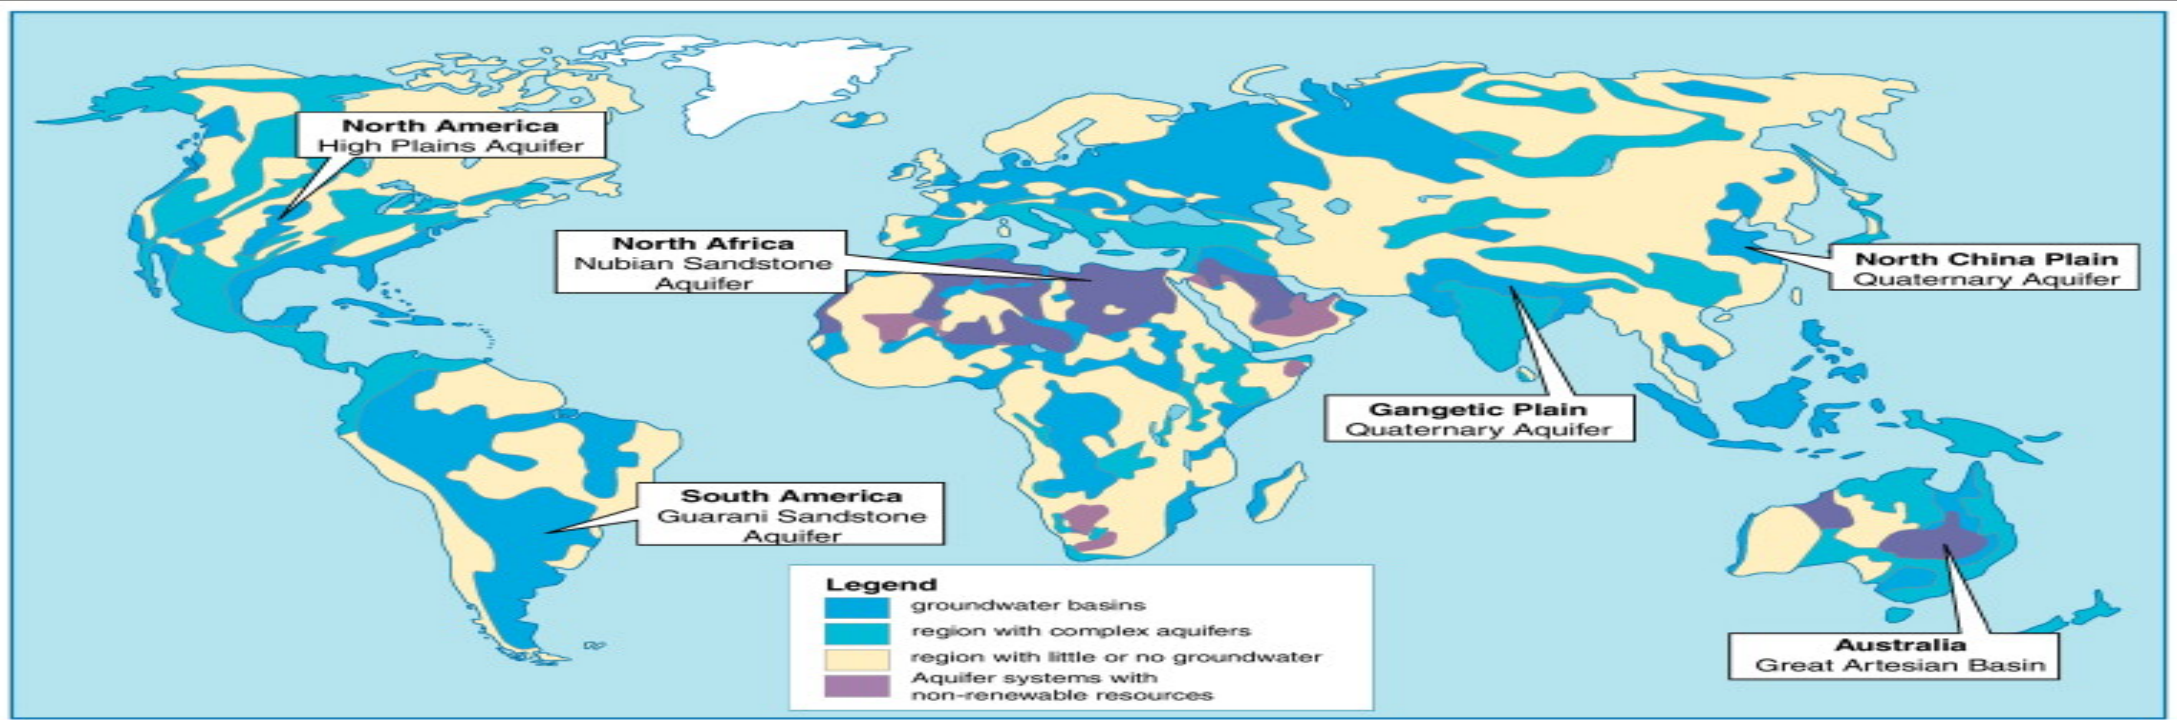 North America
High Plains Aquifer
North Africa
Nubian Sandstone
Aquifer
North China Plain
Quaternary Aquifer
Gangetic Plain
Quaternary Aquifer
South America
Guarani Sandstone
Aquifer
Australia
Great Artesian Basin
Legend
groundwater basins
region with complex aquifers
region with little or no groundwater
Aquifer systems with
non-renewable resources